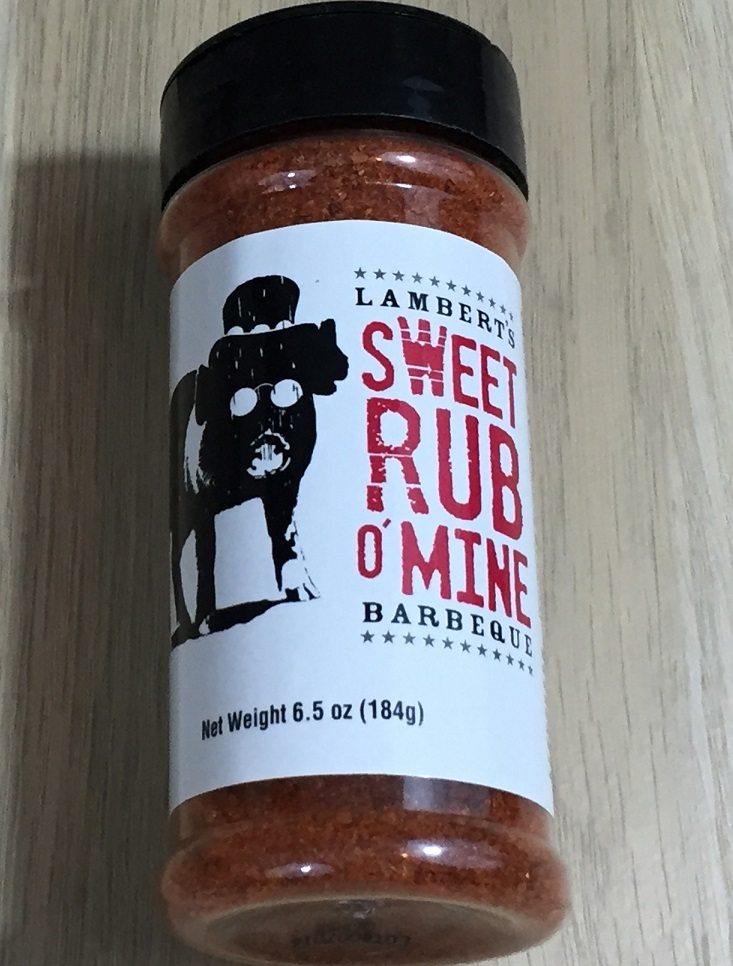 LAMBERT'S
SWEET
RUB
O'MINE
BARBEQUE
Net Weight 6.5 oz (184g)